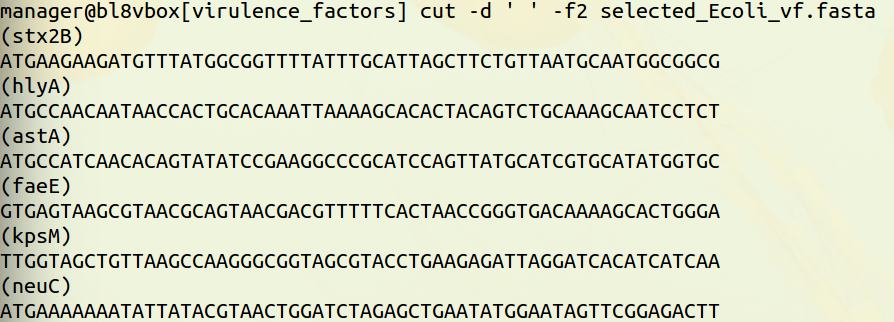 manager@bl8vbox[virulence_factors] cut -d ' ' -f2 selected_Ecoli_vf.fasta
(stx2B)
ATGAAGAAGATGTTTATGGCGGTTTTATTTGCATTAGCTTCTGTTAATGCAATGGCGGCG
(hlyA)
ATGCCAACAATAACCACTGCACAAATTAAAAGCACACTACAGTCTGCAAAGCAATCCTCT
(astA)
ATGCCATCAACACAGTATATCCGAAGGCCCGCATCCAGTTATGCATCGTGCATATGGTGC
(faeE)
GTGAGTAAGCGTAACGCAGTAACGACGTTTTTCACTAACCGGGTGACAAAAGCACTGGGA
(kpsM)
TTGGTAGCTGTTAAGCCAAGGGCGGTAGCGTACCTGAAGAGATTAGGATCACATCATCAA
(neuC)
ATGAAAAAAATATTATACGTAACTGGATCTAGAGCTGAATATGGAATAGTTCGGAGACTT